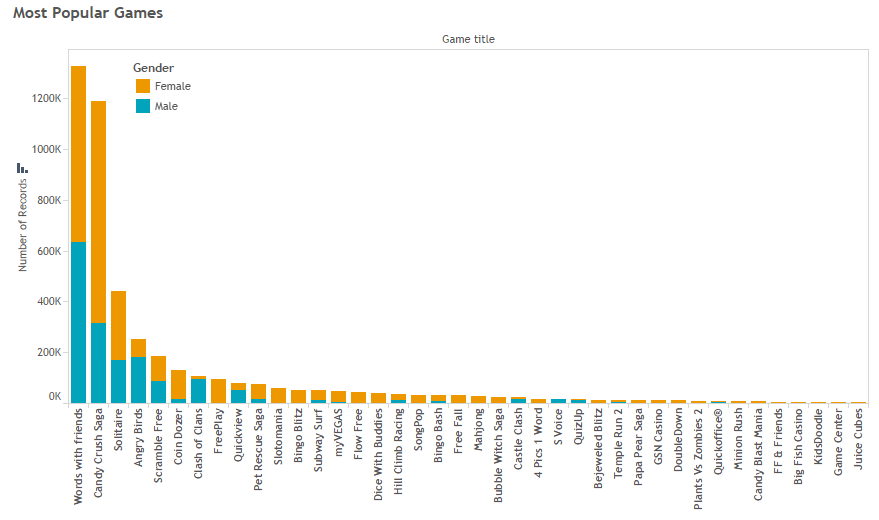 Most Popular Games
Game title
Gender
Female
Male
Number of Records
1200K
1000K
800K
600K
400K
200K
0K
Words with friends
Candy Crush Saga
Solitaire
Angry Birds
Scramble Free
Coin Dozer
Clash of Clans
FreePlay
Quickview
Pet Rescue Saga
Slotomania
Bingo Blitz
Subway Surf
myVEGAS
Flow Free
Dice With Buddies
Hill Climb Racing
SongPop
Bingo Bash
Free Fall
Mahjong
Bubble Witch Saga
Castle Clash
4 Pics 1 Word
S Voice
QuizUp
Bejeweled Blitz
Temple Run 2
Papa Pear Saga
GSN Casino
DoubleDown
Plants Vs Zombies 2
Quickoffice®
Minion Rush
Candy Blast Mania
FF & Friends
Big Fish Casino
KidsDoodle
Game Center
Juice Cubes